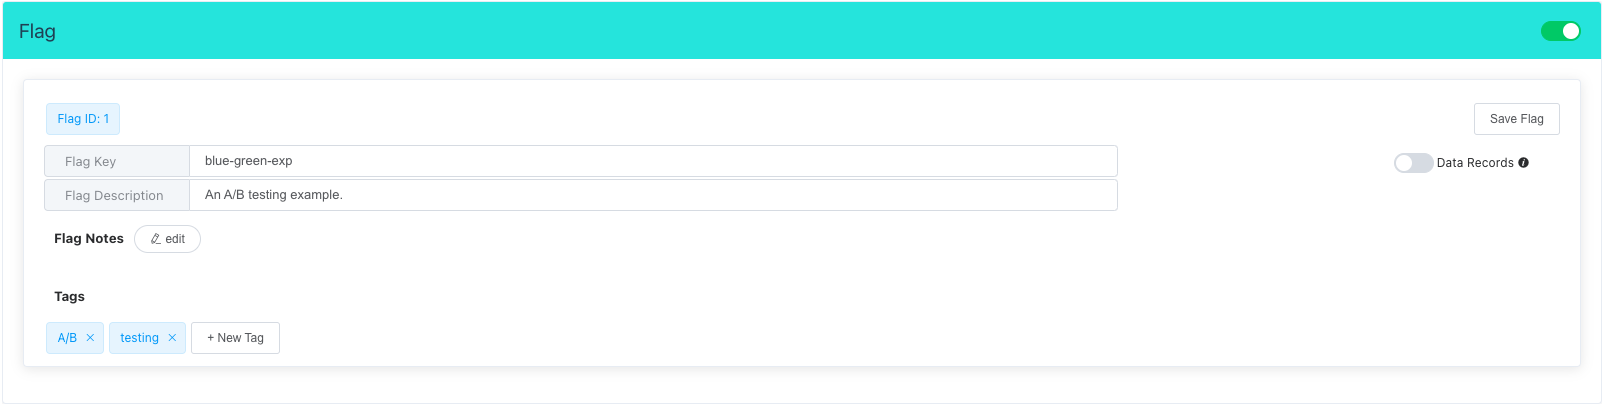 Flag
Flag ID: 1
Save Flag
Flag Key blue-green-exp
Data Records
Flag Description An A/B testing example.
Flag Notes edit
Tags
A/B × testing × + New Tag